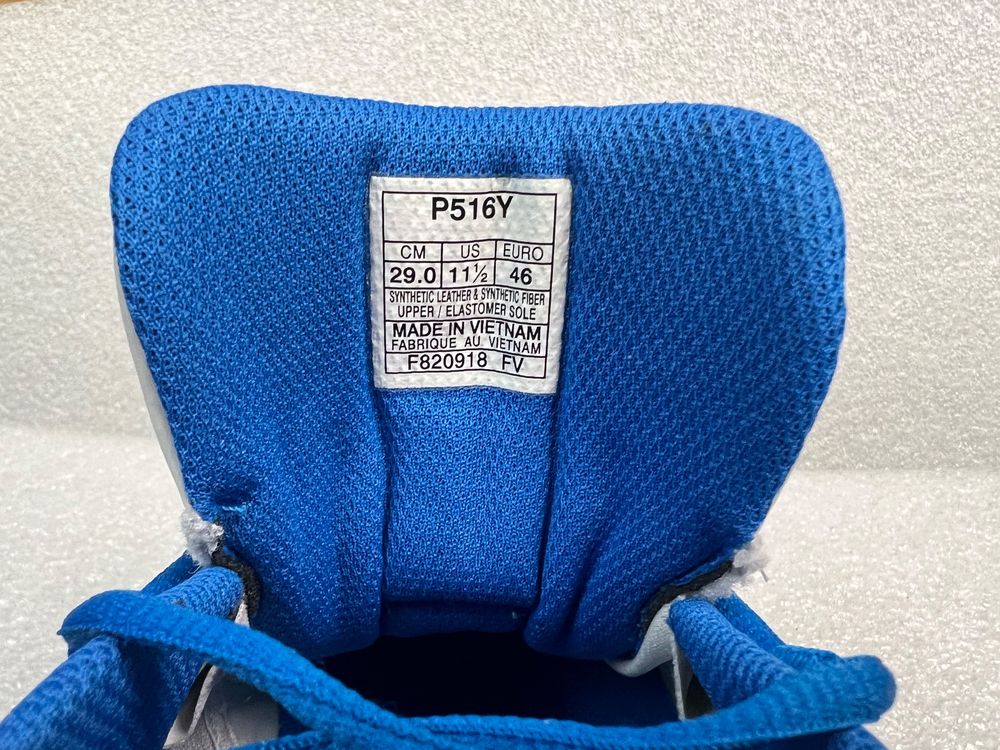 P516Y
CM US EURO
29.0 11½ 46
SYNTHETIC LEATHER & SYNTHETIC FIBER
UPPER / ELASTOMER SOLE
MADE IN VIETNAM
FABRIQUE AU VIETNAM
F820918 FV